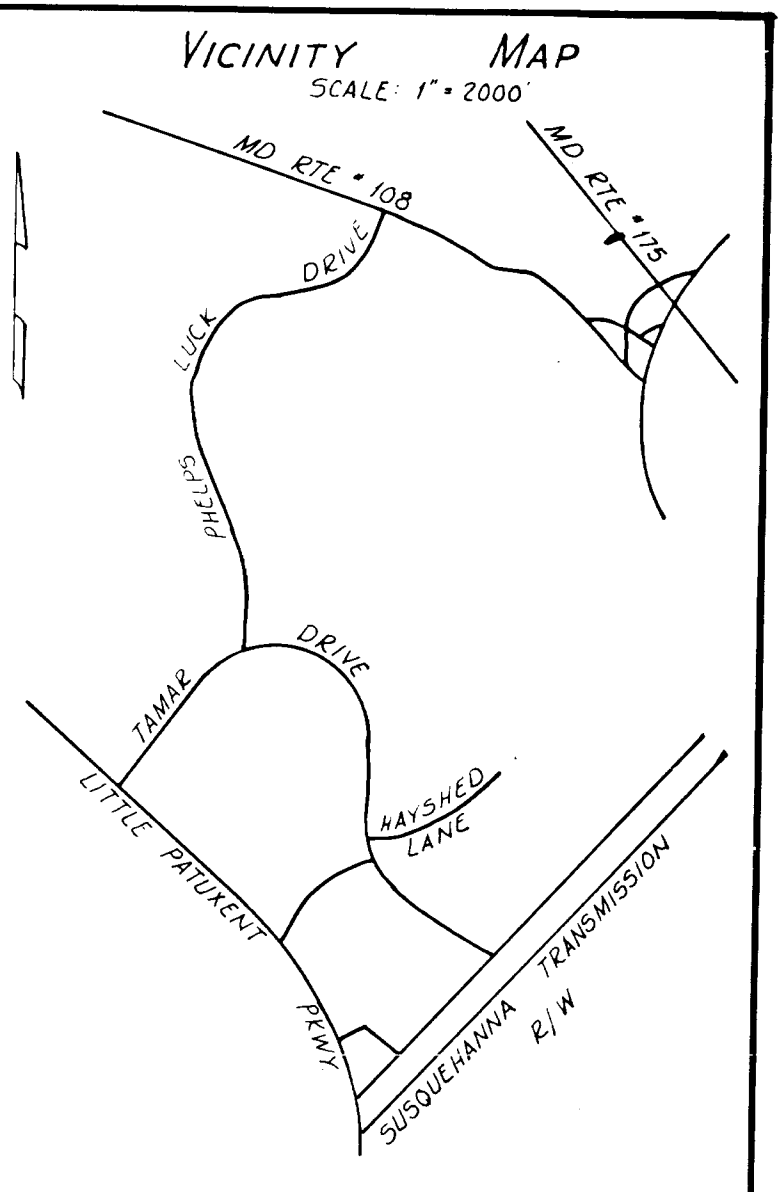 VICINITY MAP
SCALE: 1" = 2000'
MD RTE # 108
MD RTE # 175
PHELPS LUCK DRIVE
TAMAR DRIVE
HAYSHED
LANE
LITTLE PATUXENT PKWY
SUSQUEHANNA TRANSMISSION
R/W